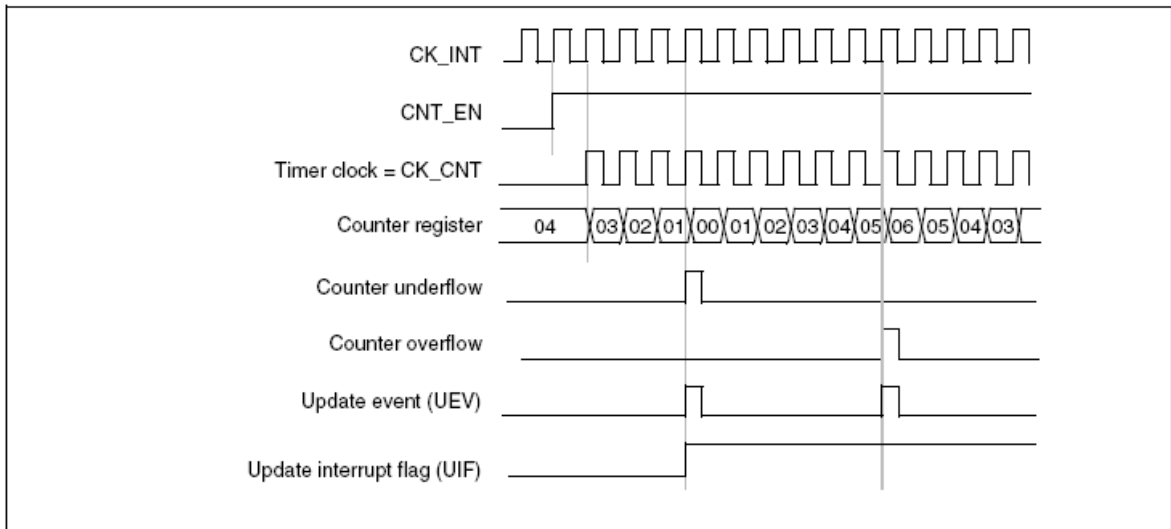 CK_INT
CNT_EN
Timer clock = CK_CNT
Counter register 04 03 02 01 00 01 02 03 04 05 06 05 04 03
Counter underflow
Counter overflow
Update event (UEV)
Update interrupt flag (UIF)